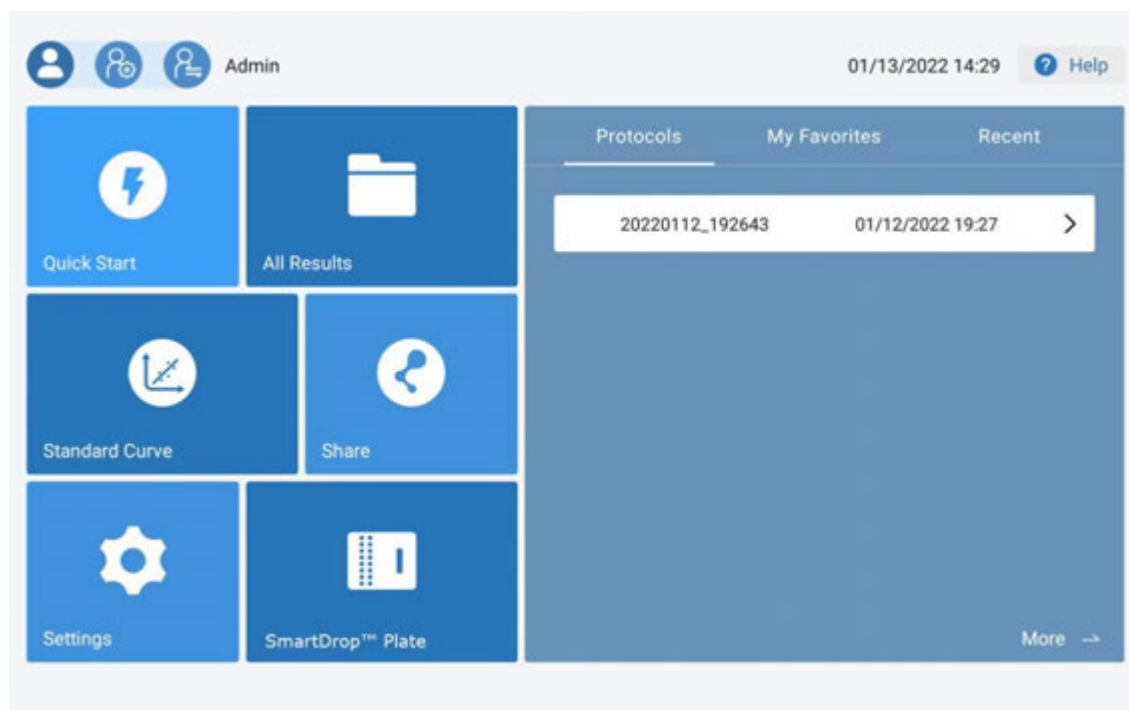 Admin
01/13/2022 14:29
Help
Protocols
My Favorites
Recent
20220112_192643
01/12/2022 19:27
Quick Start
All Results
Standard Curve
Share
Settings
SmartDrop™ Plate
More